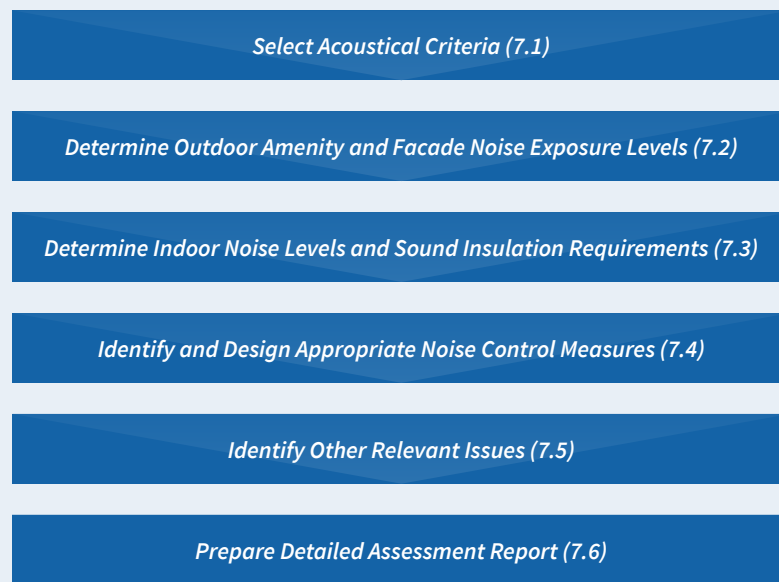 Select Acoustical Criteria (7.1)
Determine Outdoor Amenity and Facade Noise Exposure Levels (7.2)
Determine Indoor Noise Levels and Sound Insulation Requirements (7.3)
Identify and Design Appropriate Noise Control Measures (7.4)
Identify Other Relevant Issues (7.5)
Prepare Detailed Assessment Report (7.6)